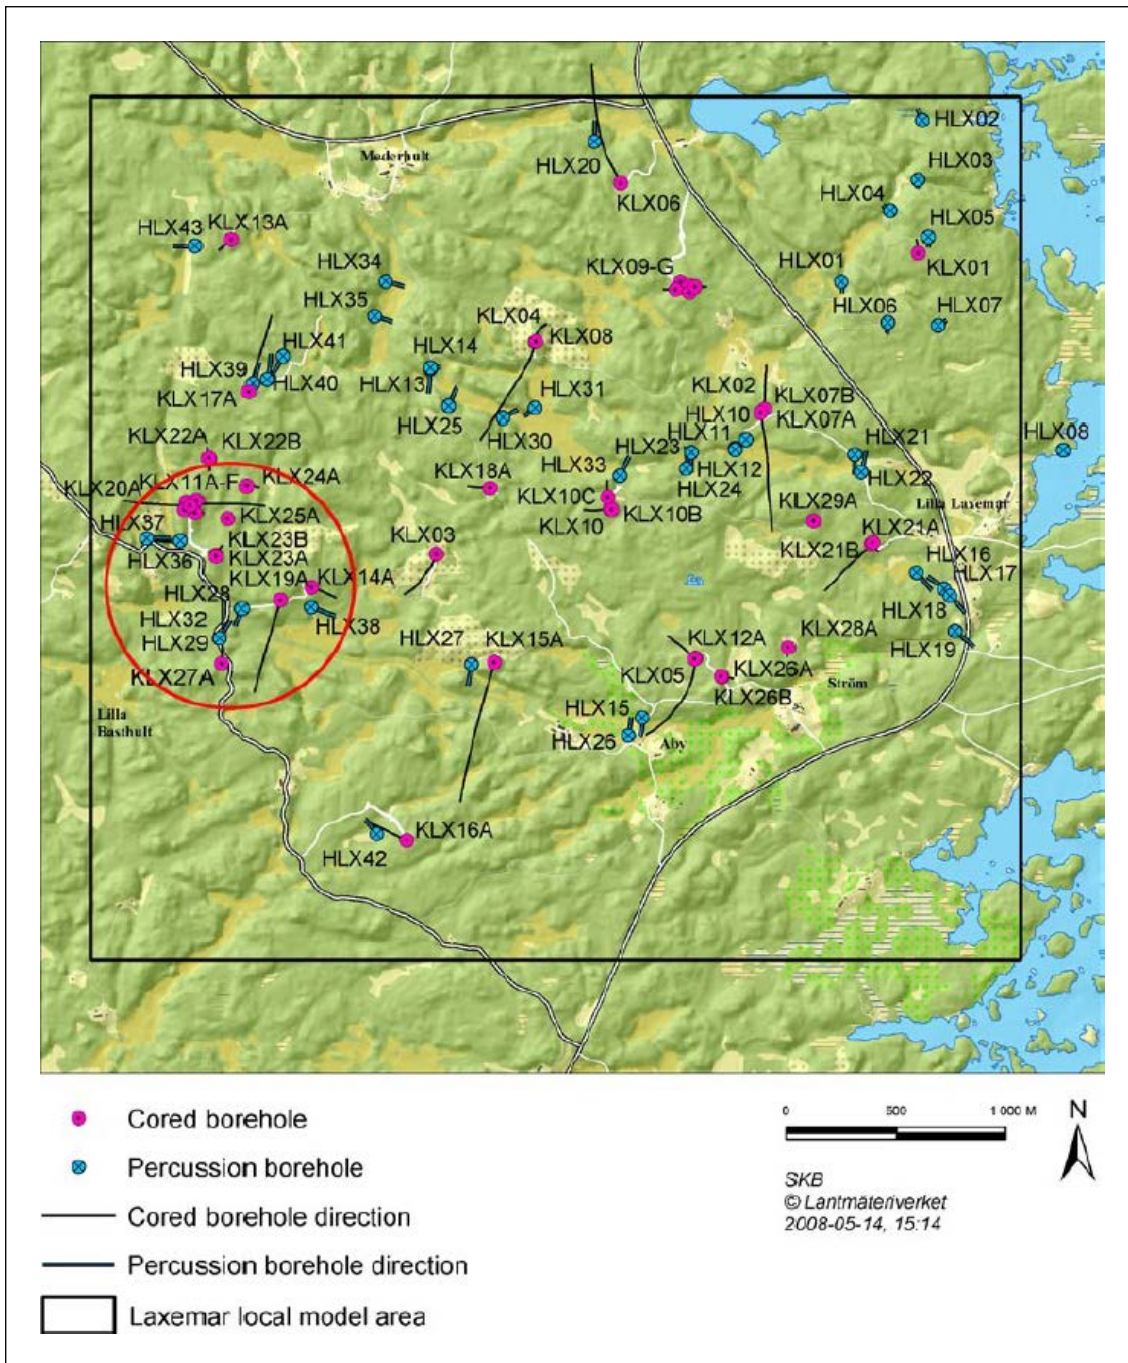 HLX02
HLX03
Mederhult
HLX20
HLX04
KLX06
HLX05
HLX43
KLX13A
HLX34
KLX09-G
HLX01
KLX01
HLX35
HLX06
HLX07
KLX04
KLX08
HLX41
HLX14
HLX39
HLX40
HLX13
HLX31
KLX02
KLX07B
KLX17A
HLX25
HLX30
HLX10
KLX07A
KLX22A
KLX22B
HLX23
HLX11
HLX21
HLX08
HLX33
HLX12
HLX22
KLX20A
KLX11A-F
KLX24A
KLX18A
HLX24
KLX10C
KLX29A
Lilla Laxemar
HLX37
KLX25A
KLX10
KLX10B
KLX21A
HLX36
KLX23B
KLX03
KLX21B
HLX16
KLX23A
HLX17
HLX28
KLX19A
KLX14A
HLX18
HLX32
HLX38
HLX29
HLX27
KLX15A
KLX12A
KLX28A
HLX19
KLX27A
KLX05
KLX26A
KLX26B
Ström
Lilla
Basthult
HLX15
HLX26
Åby
KLX16A
HLX42
Cored borehole
Percussion borehole
Cored borehole direction
Percussion borehole direction
Laxemar local model area
0 500 1 000 M
N
SKB
© Lantmäteriverket
2008-05-14, 15:14